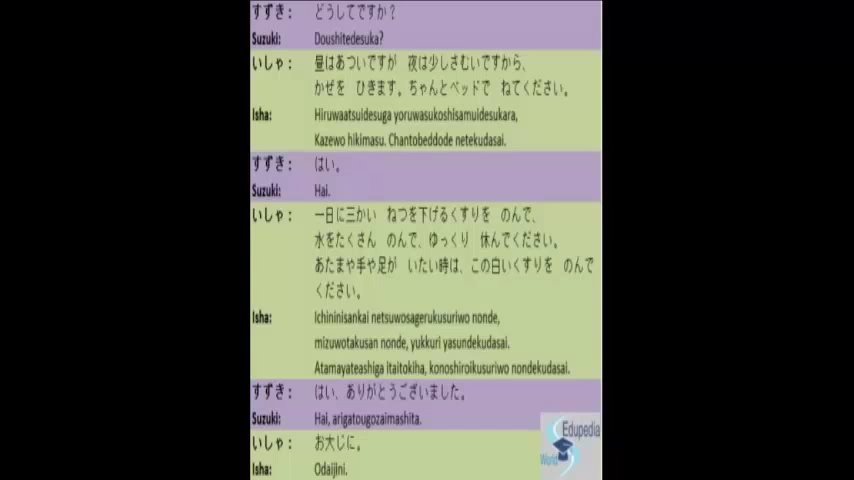 すずき： どうしてですか？
Suzuki: Doushitedesuka?
いしゃ： 昼はあついですが 夜は少しさむいですから、
かぜを ひきます。ちゃんとベッドで ねてください。
Isha: Hiruwaatsuidesuga yoruwasukoshisamuidesukara,
Kazewo hikimasu. Chantobeddode netekudasai.
すずき： はい。
Suzuki: Hai.
いしゃ： 一日に三かい ねつを下げるくすりを のんで、
水をたくさん のんで、ゆっくり 休んでください。
あたまや手や足が いたい時は、この白いくすりを のんで
ください。
Isha: Ichininisankai netsuwosagerukusuriwo nonde,
mizuwotakusan nonde, yukkuri yasundekudasai.
Atamayateashiga itaitokiha, konoshiroikusuriwo nondekudasai.
すずき： はい、ありがとうございました。
Suzuki: Hai, arigatougozaimashita.
いしゃ： お大じに。
Isha: Odaijini.
Edupedia
World